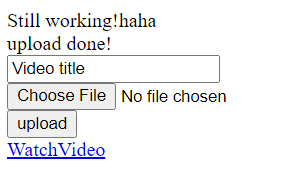 Still working!haha
upload done!
Video title
Choose File No file chosen
upload
WatchVideo